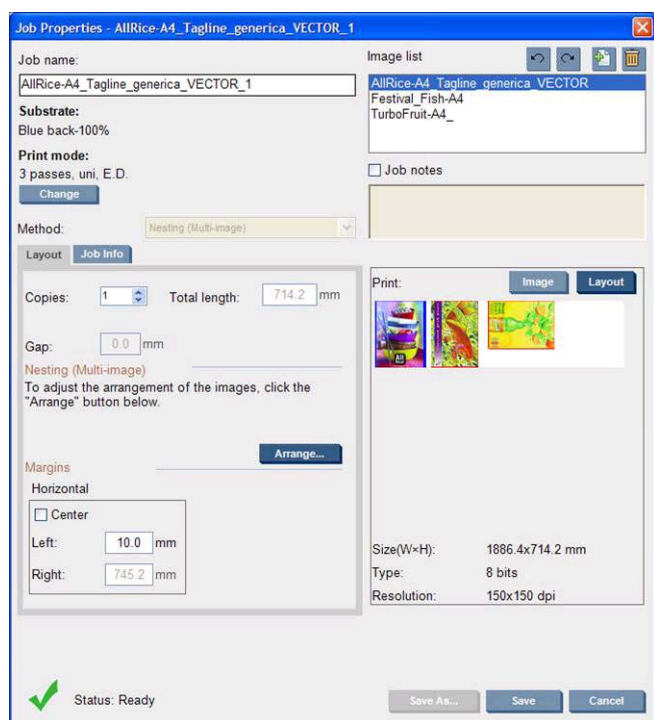 Job Properties - AllRice-A4_Tagline_generica_VECTOR_1
Job name:
AllRice-A4_Tagline_generica_VECTOR_1
Substrate:
Blue back-100%
Print mode:
3 passes, uni, E.D.
Change
Method:
Nesting (Multi-image)
Image list
AllRice-A4_Tagline_generica_VECTOR
Festival_Fish-A4
TurboFruit-A4_
Job notes
Layout
Job Info
Copies:
1
Total length:
714.2 mm
Gap:
0.0 mm
Nesting (Multi-image)
To adjust the arrangement of the images, click the
"Arrange" button below.
Arrange...
Margins
Horizontal
Center
Left:
10.0 mm
Right:
745.2 mm
Print:
Image
Layout
Size(W×H):
1886.4x714.2 mm
Type:
8 bits
Resolution:
150x150 dpi
Status: Ready
Save As...
Save
Cancel